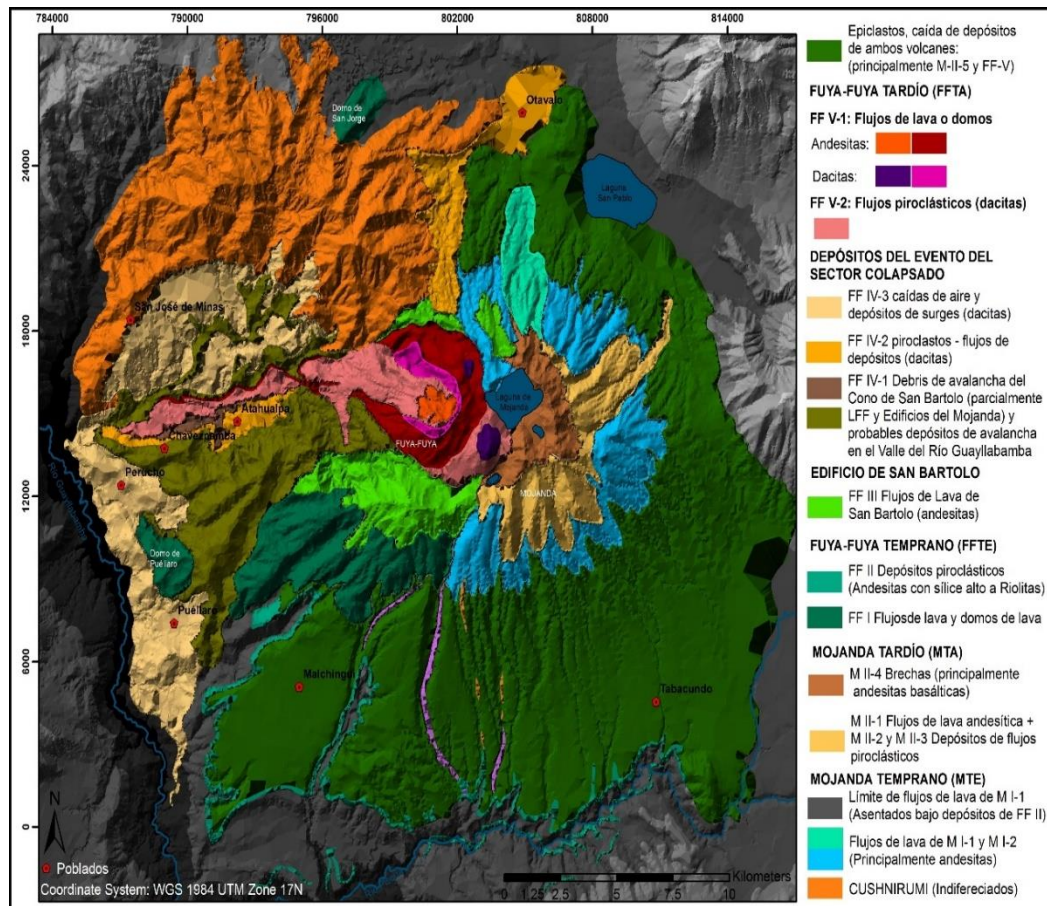 784000
790000
796000
802000
808000
814000
24000
18000
12000
6000
0
Otavalo
Domo de
San Jorge
Laguna
San Pablo
San José de Minas
Laguna de
Mojanda
Atahualpa
Chavezpamba
FUYA-FUYA
Perucho
Río Guayllabamba
MOJANDA
Domo de
Puéllaro
Puéllaro
Malchinguí
Tabacundo
N
Poblados
Coordinate System: WGS 1984 UTM Zone 17N
Kilometers
0 1,25 2,5 5 7,5 10
Epiclastos, caída de depósitos
de ambos volcanes:
(principalmente M-II-5 y FF-V)
FUYA-FUYA TARDÍO (FFTA)
FF V-1: Flujos de lava o domos
Andesitas:
Dacitas:
FF V-2: Flujos piroclásticos (dacitas)
DEPÓSITOS DEL EVENTO DEL
SECTOR COLAPSADO
FF IV-3 caídas de aire y
depósitos de surges (dacitas)
FF IV-2 piroclastos - flujos de
depósitos (dacitas)
FF IV-1 Debris de avalancha del
Cono de San Bartolo (parcialmente
LFF y Edificios del Mojanda) y
probables depósitos de avalancha
en el Valle del Río Guayllabamba
EDIFICIO DE SAN BARTOLO
FF III Flujos de Lava de
San Bartolo (andesitas)
FUYA-FUYA TEMPRANO (FFTE)
FF II Depósitos piroclásticos
(Andesitas con sílice alto a Riolitas)
FF I Flujosde lava y domos de lava
MOJANDA TARDÍO (MTA)
M II-4 Brechas (principalmente
andesitas basálticas)
M II-1 Flujos de lava andesítica +
M II-2 y M II-3 Depósitos de flujos
piroclásticos
MOJANDA TEMPRANO (MTE)
Límite de flujos de lava de M I-1
(Asentados bajo depósitos de FF II)
Flujos de lava de M I-1 y M I-2
(Principalmente andesitas)
CUSHNIRUMI (Indifereciados)